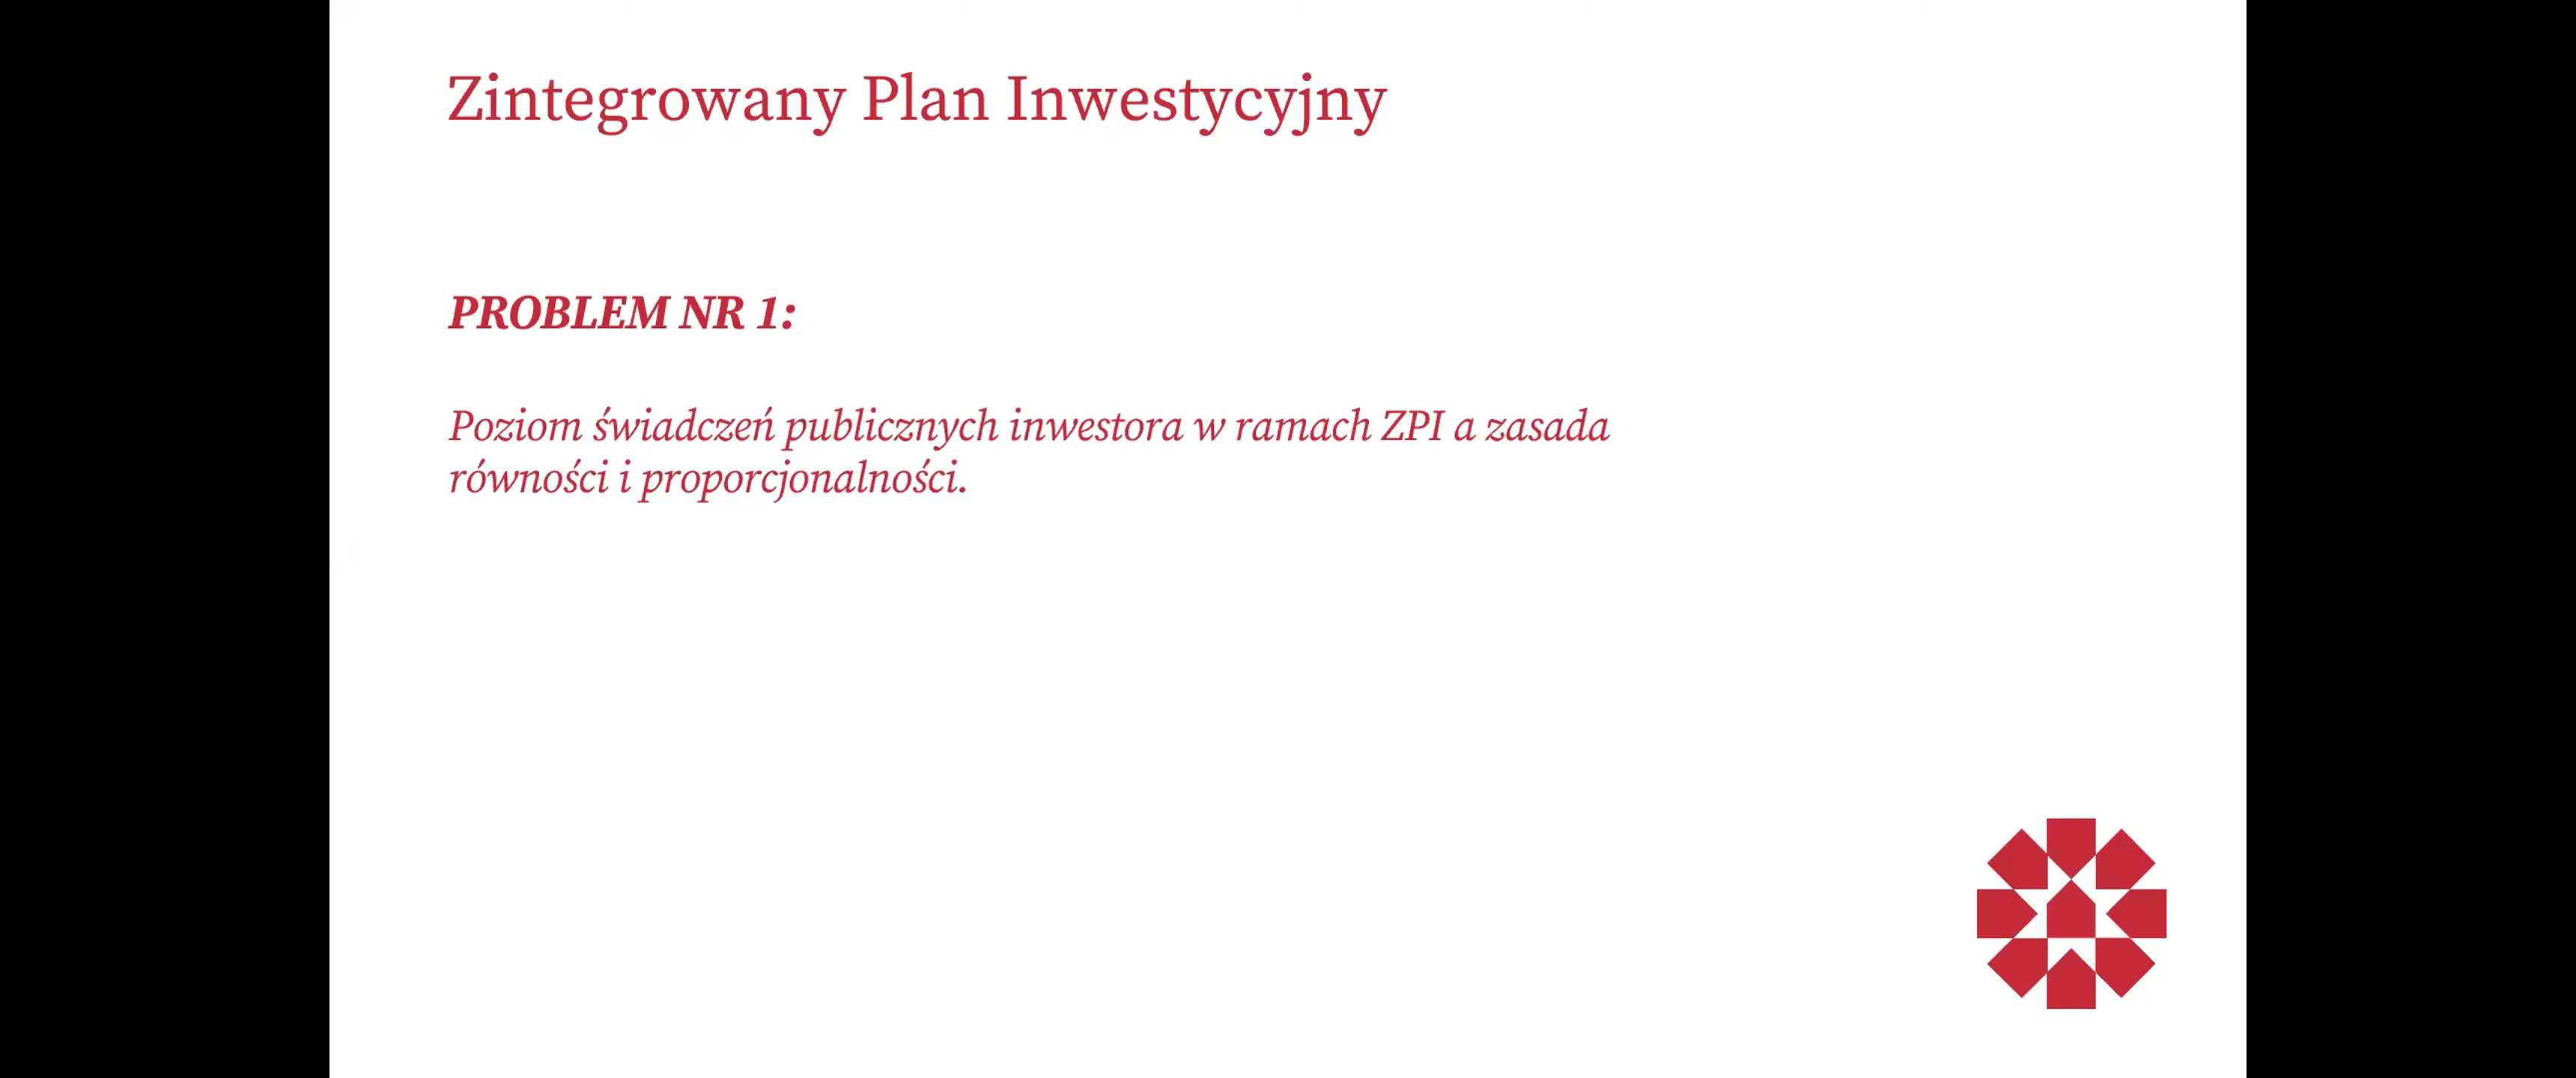 Zintegrowany Plan Inwestycyjny
PROBLEM NR 1:
Poziom świadczeń publicznych inwestora w ramach ZPI a zasada
równości i proporcjonalności.